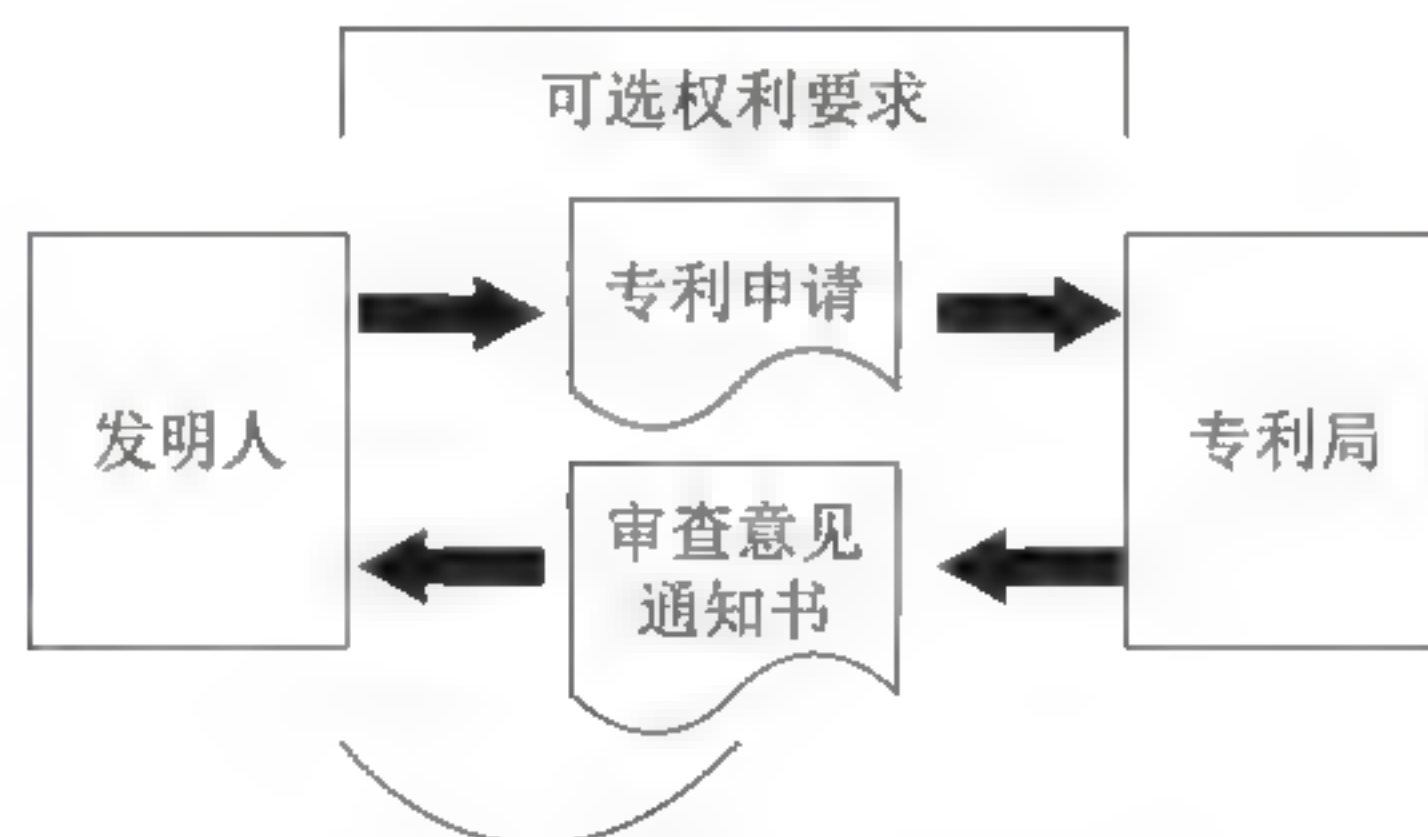 可选权利要求
专利申请
发明人
专利局
审查意见
通知书